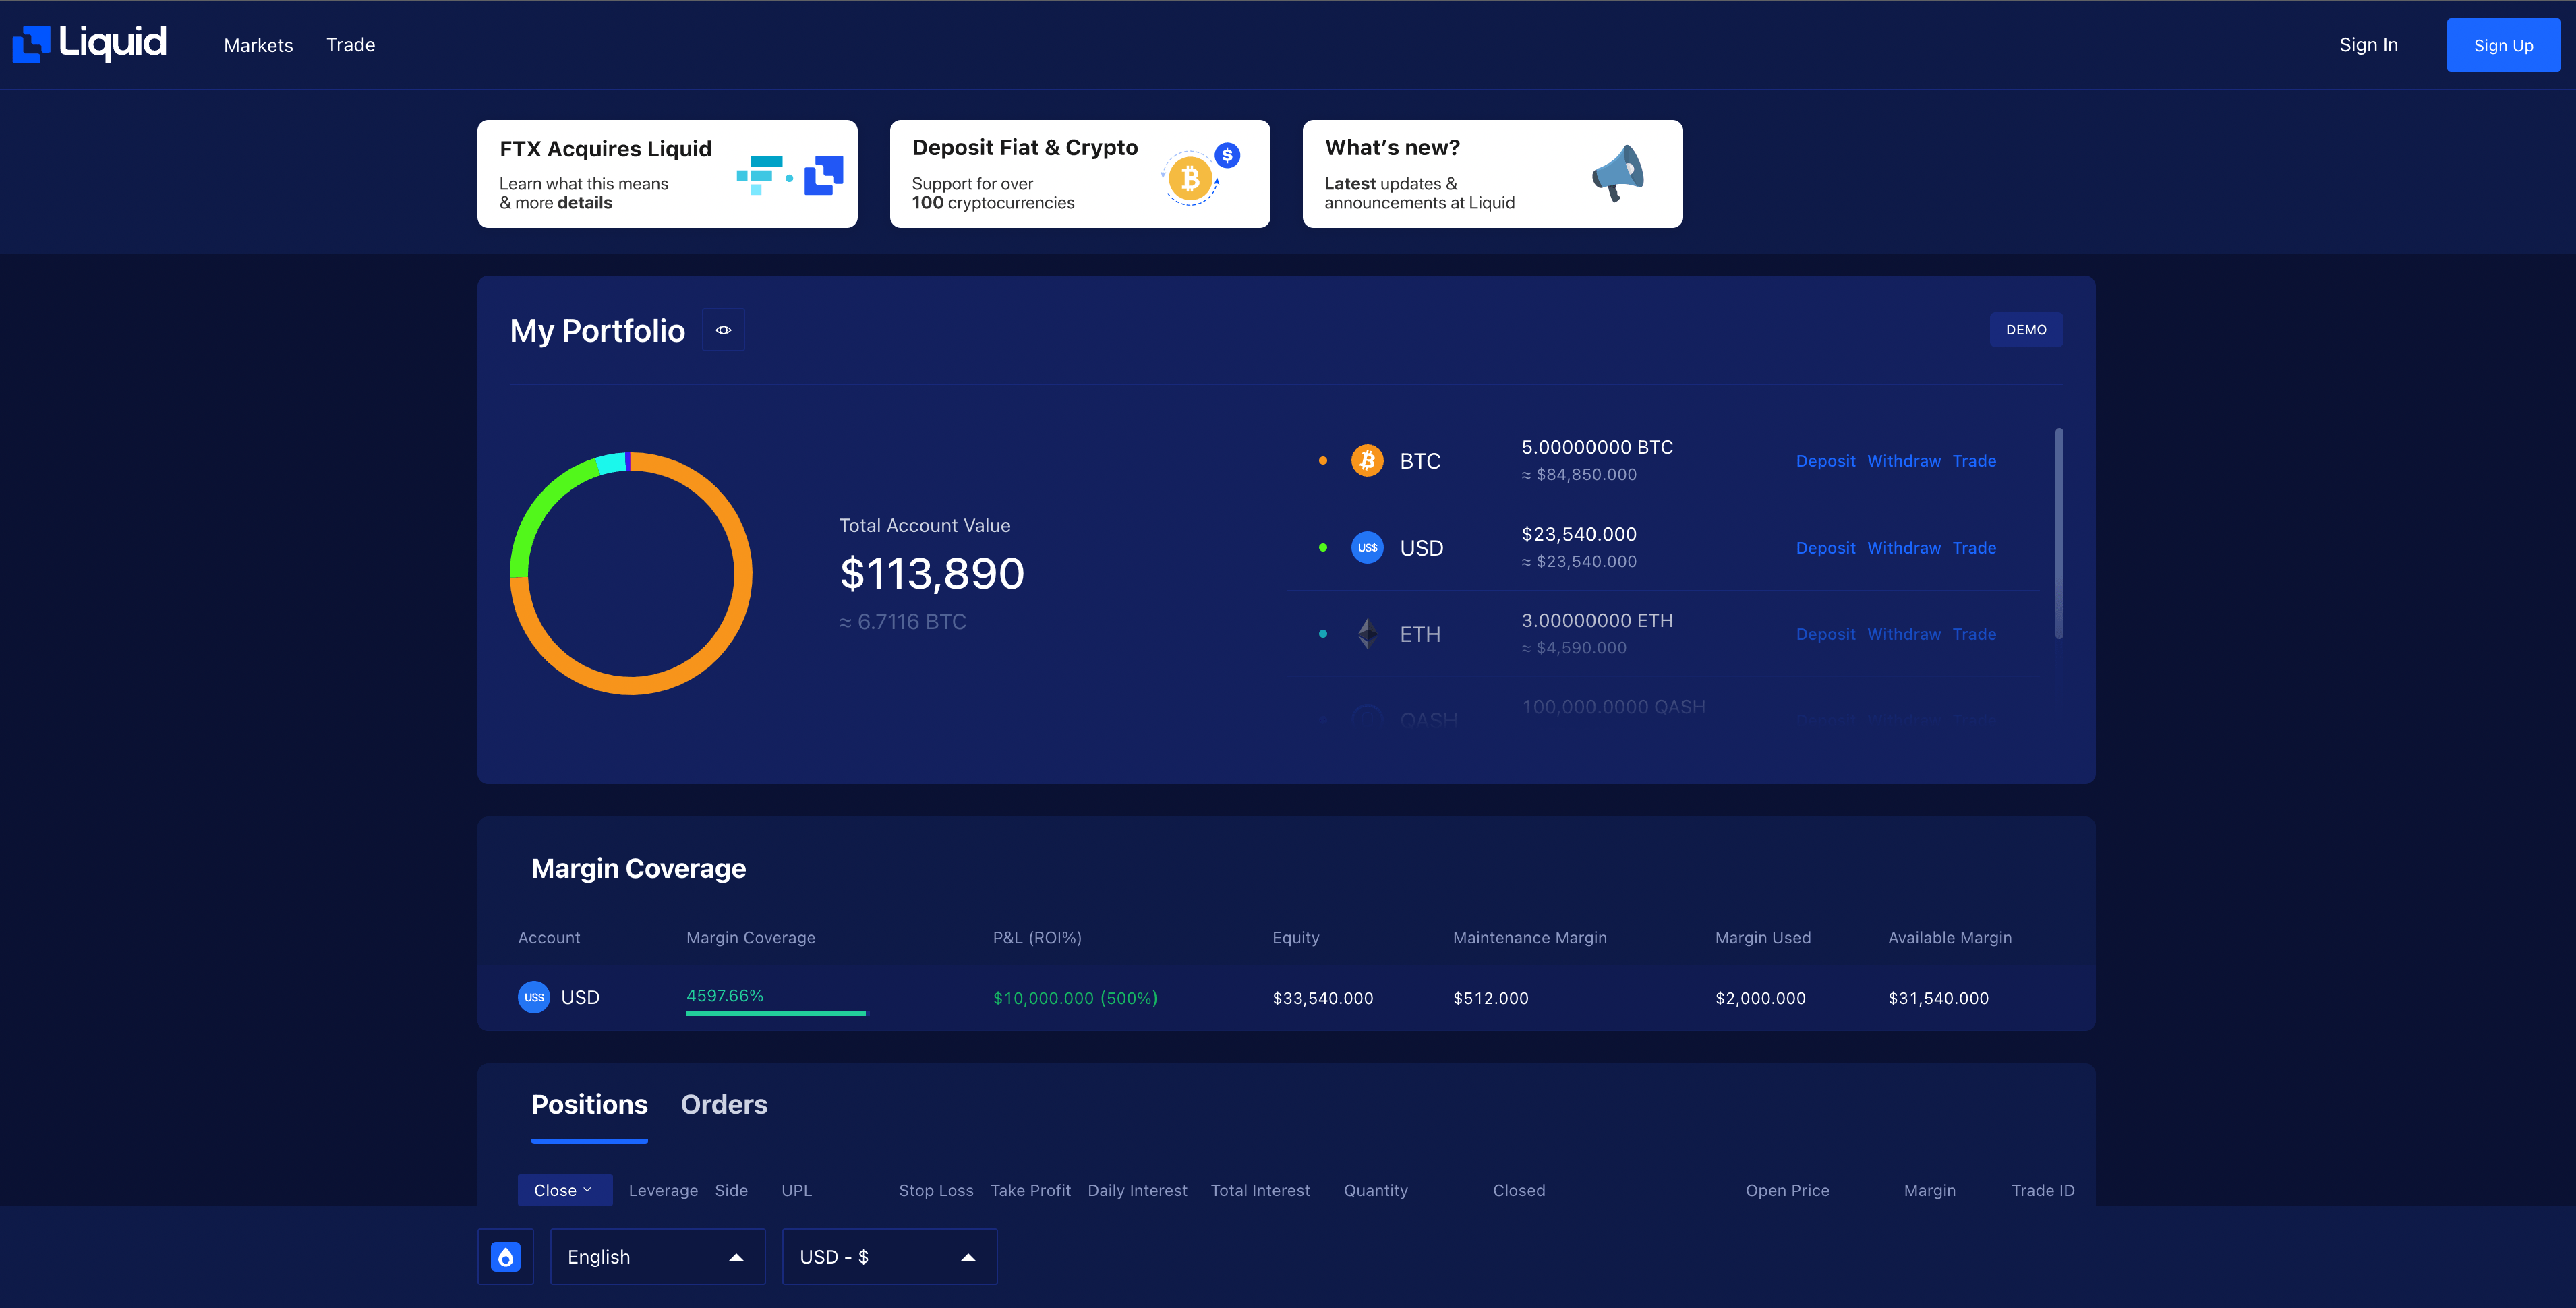 Liquid
Markets Trade
Sign In Sign Up
FTX Acquires Liquid
Learn what this means
& more details
Deposit Fiat & Crypto
Support for over
100 cryptocurrencies
What's new?
Latest updates &
announcements at Liquid
My Portfolio
DEMO
Total Account Value
$113,890
≈ 6.7116 BTC
BTC 5.00000000 BTC Deposit Withdraw Trade
≈ $84,850.000
US$ USD $23,540.000 Deposit Withdraw Trade
≈ $23,540.000
ETH 3.00000000 ETH Deposit Withdraw Trade
≈ $4,590.000
QASH 100,000.0000 QASH Deposit Withdraw Trade
Margin Coverage
Account Margin Coverage P&L (ROI%) Equity Maintenance Margin Margin Used Available Margin
US$ USD 4597.66% $10,000.000 (500%) $33,540.000 $512.000 $2,000.000 $31,540.000
Positions Orders
Close Leverage Side UPL Stop Loss Take Profit Daily Interest Total Interest Quantity Closed Open Price Margin Trade ID
English USD - $